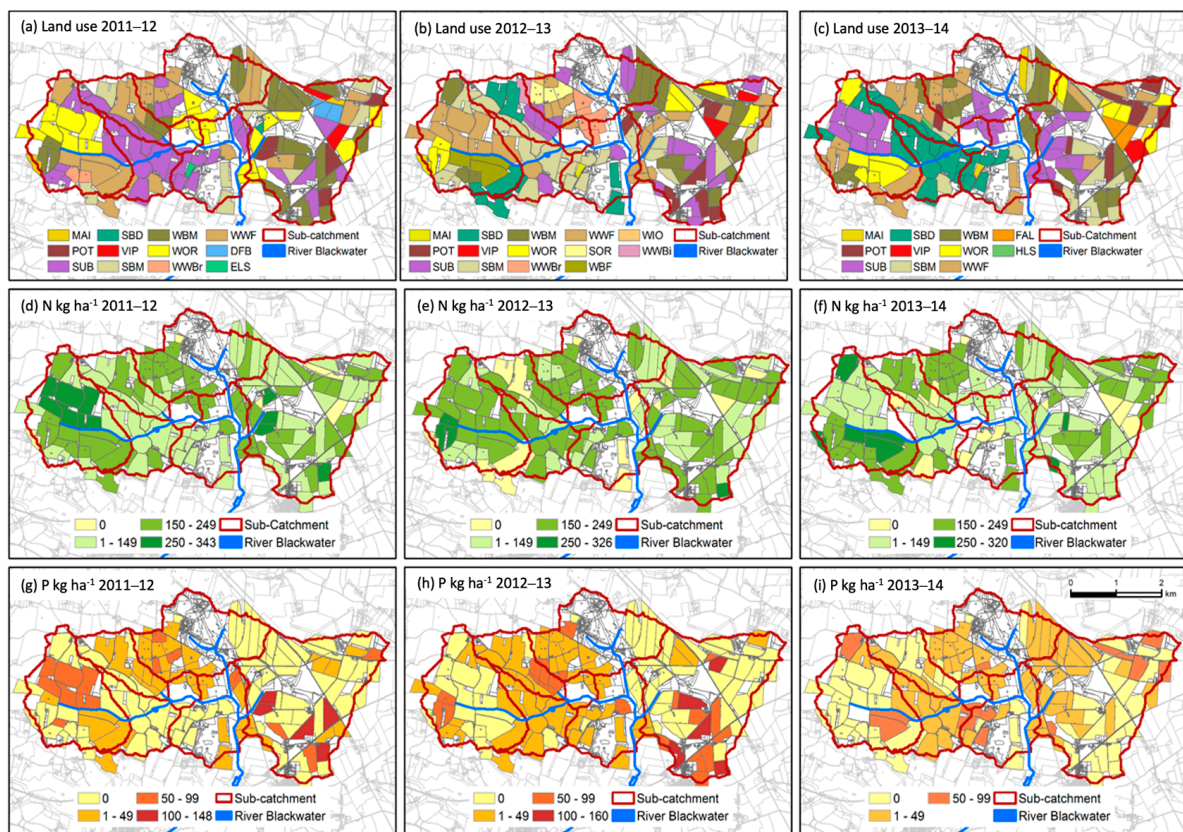 (a) Land use 2011–12
MAI SBD WBM WWF Sub-catchment
POT VIP WOR DFB River Blackwater
SUB SBM WWBr ELS
(b) Land use 2012–13
MAI SBD WBM WWF WIO Sub-catchment
POT VIP WOR SOR WWBi River Blackwater
SUB SBM WWBr WBF
(c) Land use 2013–14
MAI SBD WBM FAL Sub-catchment
POT VIP WOR HLS River Blackwater
SUB SBM WWF
(d) N kg ha⁻¹ 2011–12
0 150 - 249 Sub-catchment
1 - 149 250 - 343 River Blackwater
(e) N kg ha⁻¹ 2012–13
0 150 - 249 Sub-catchment
1 - 149 250 - 326 River Blackwater
(f) N kg ha⁻¹ 2013–14
0 150 - 249 Sub-catchment
1 - 149 250 - 320 River Blackwater
(g) P kg ha⁻¹ 2011–12
0 50 - 99 Sub-catchment
1 - 49 100 - 148 River Blackwater
(h) P kg ha⁻¹ 2012–13
0 50 - 99 Sub-catchment
1 - 49 100 - 160 River Blackwater
(i) P kg ha⁻¹ 2013–14
0 1 2
km
0 50 - 99 Sub-catchment
1 - 49 River Blackwater